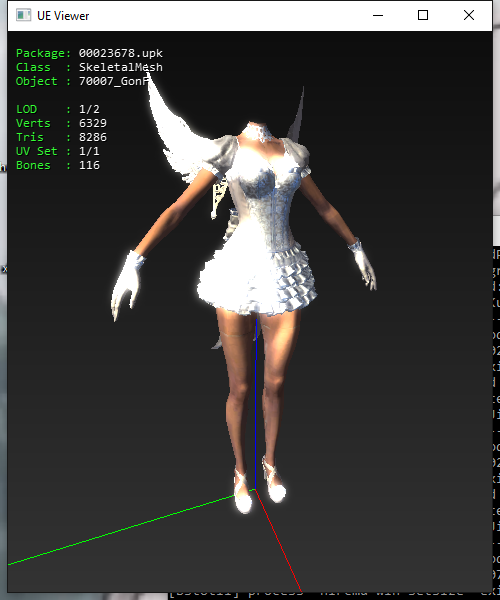 UE Viewer
Package: 00023678.upk
Class : SkeletalMesh
Object : 70007_GonF
LOD : 1/2
Verts : 6329
Tris : 8286
UV Set : 1/1
Bones : 116